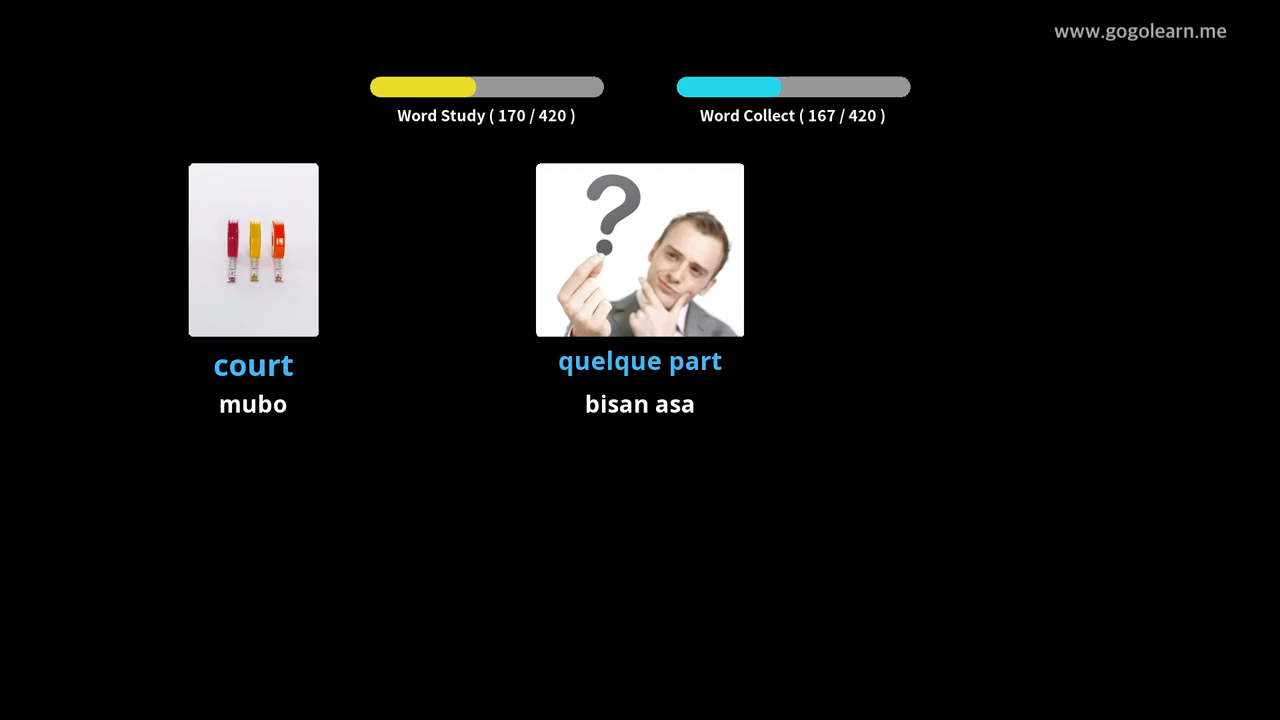 www.gogolearn.me
Word Study ( 170 / 420 )
Word Collect ( 167 / 420 )
court
mubo
quelque part
bisan asa